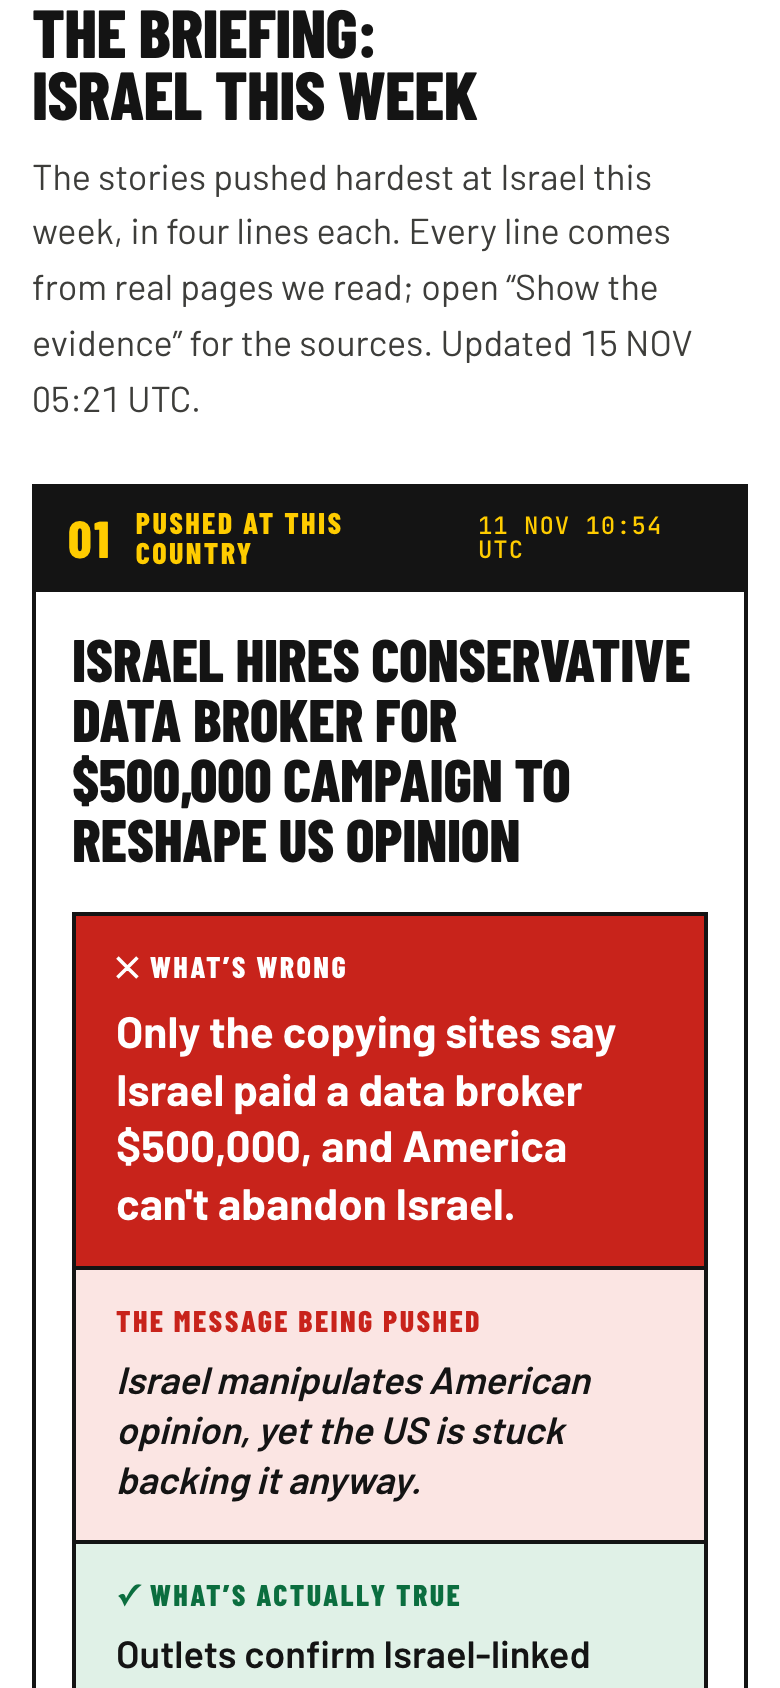 THE BRIEFING:
ISRAEL THIS WEEK
The stories pushed hardest at Israel this
week, in four lines each. Every line comes
from real pages we read; open “Show the
evidence” for the sources. Updated 15 NOV
05:21 UTC.
01 PUSHED AT THIS
COUNTRY
11 NOV 10:54
UTC
ISRAEL HIRES CONSERVATIVE
DATA BROKER FOR
$500,000 CAMPAIGN TO
RESHAPE US OPINION
✕ WHAT’S WRONG
Only the copying sites say
Israel paid a data broker
$500,000, and America
can't abandon Israel.
THE MESSAGE BEING PUSHED
Israel manipulates American
opinion, yet the US is stuck
backing it anyway.
✓ WHAT’S ACTUALLY TRUE
Outlets confirm Israel-linked